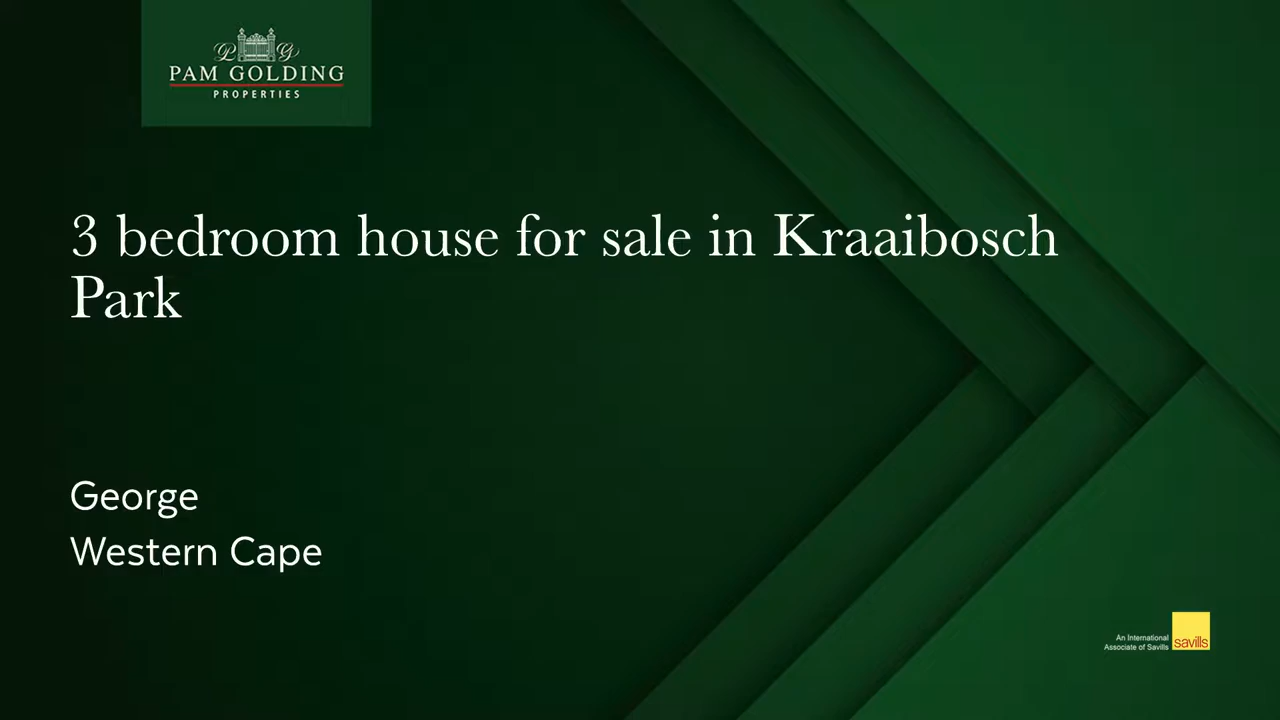 PAM GOLDING
PROPERTIES
3 bedroom house for sale in Kraaibosch
Park
George
Western Cape
An International
Associate of Savills
savills